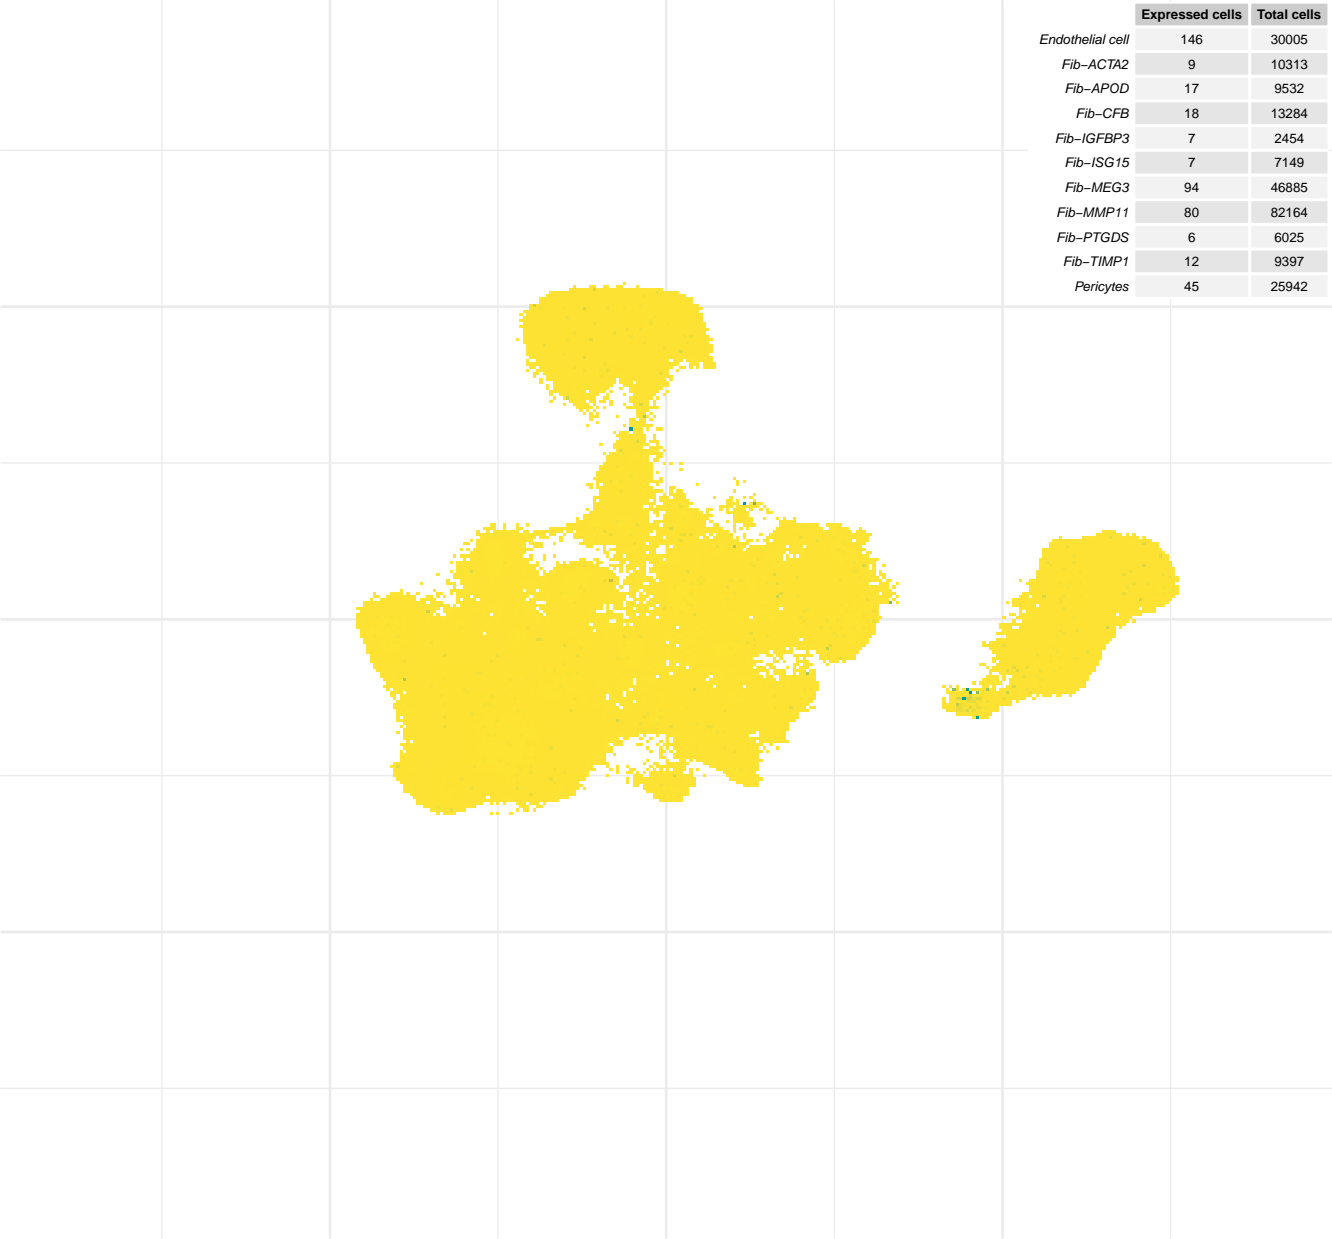 Expressed cells Total cells
Endothelial cell 146 30005
Fib−ACTA2 9 10313
Fib−APOD 17 9532
Fib−CFB 18 13284
Fib−IGFBP3 7 2454
Fib−ISG15 7 7149
Fib−MEG3 94 46885
Fib−MMP11 80 82164
Fib−PTGDS 6 6025
Fib−TIMP1 12 9397
Pericytes 45 25942